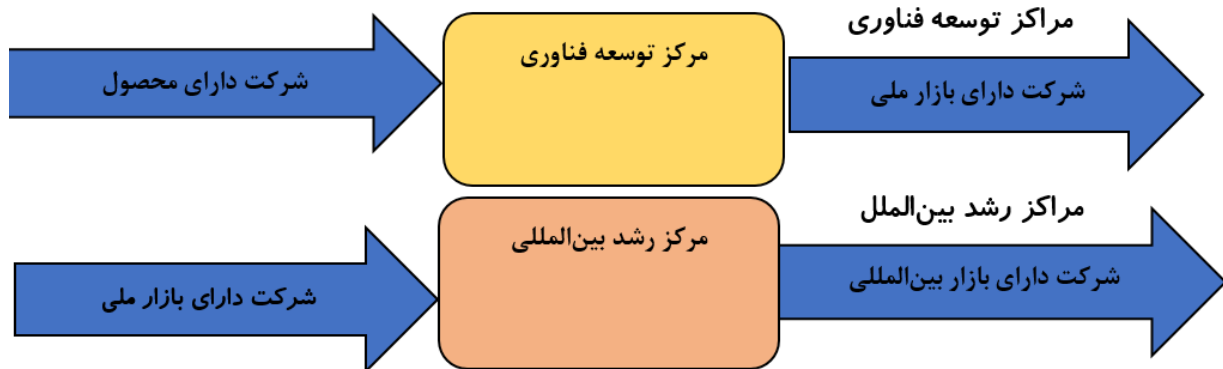 مراکز توسعه فناوری
شرکت دارای محصول
مرکز توسعه فناوری
شرکت دارای بازار ملی
مراکز رشد بین‌الملل
شرکت دارای بازار ملی
مرکز رشد بین‌المللی
شرکت دارای بازار بین‌المللی